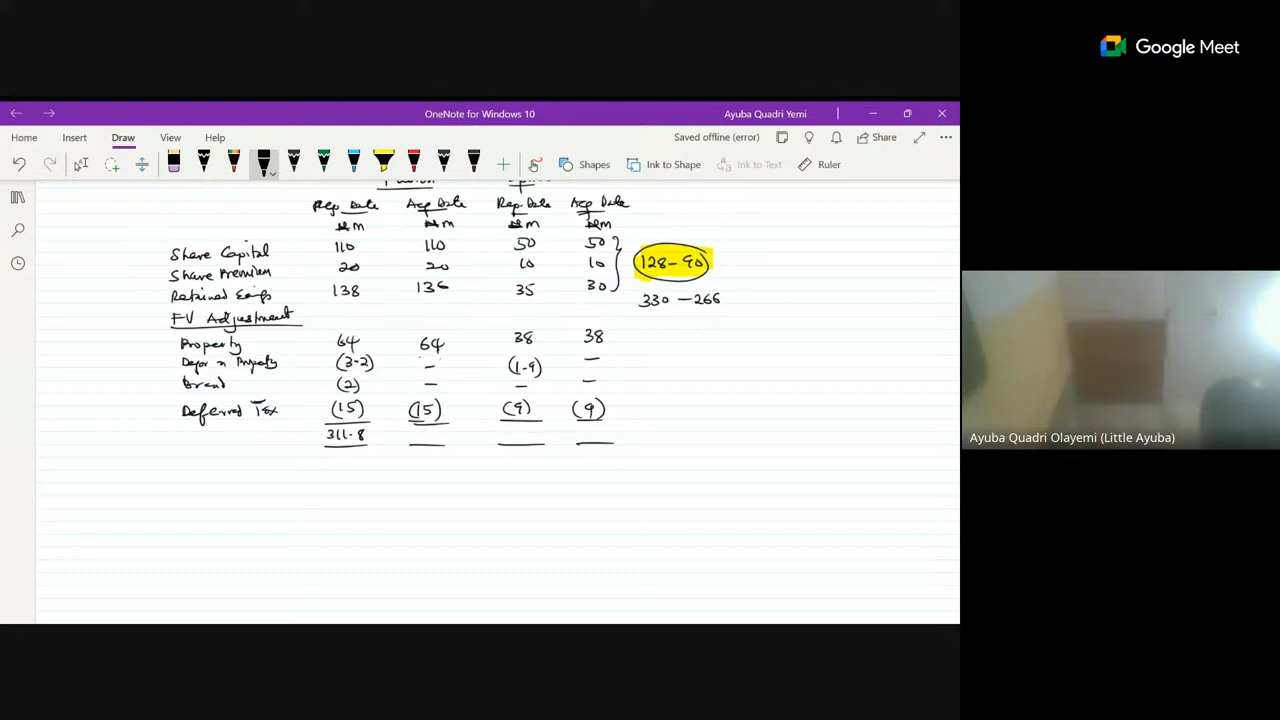 Google Meet
OneNote for Windows 10
Ayuba Quadri Yemi
Home Insert Draw View Help
Saved offline (error)
Share
Shapes
Ink to Shape
Ink to Text
Ruler
Rep. Date Acq Date Rep. Date Acq Date
₦m ₦m ₦m ₦m
Share Capital 110 110 50 50
128-90
Share Premium 20 20 10 10
Retained 138 136 35 30
330-266
FV Adjustment
Property 64 64 38 38
Property (3-2) - (1-9) -
Brand (2) - - -
Deferred Tax (15) (15) (9) (9)
311.8
Ayuba Quadri Olayemi (Little Ayuba)